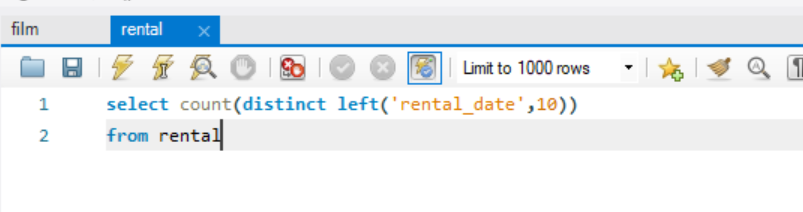 film rental ×
Limit to 1000 rows
1 select count(distinct left('rental_date',10))
2 from rental